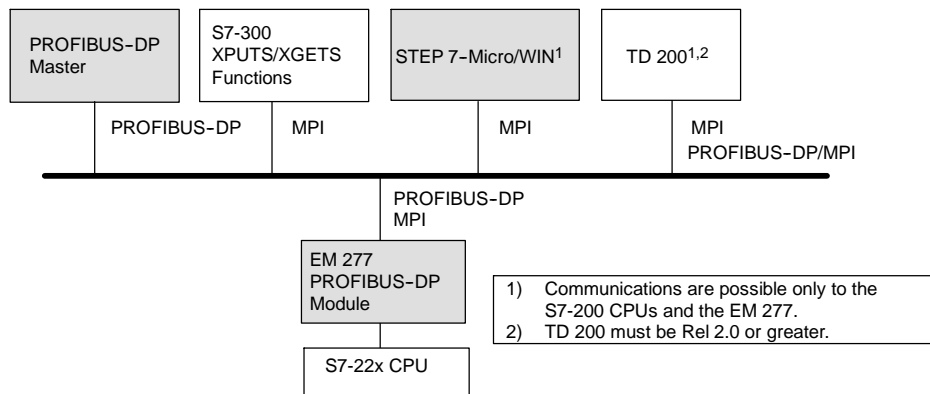 PROFIBUS-DP
Master
S7-300
XPUTS/XGETS
Functions
STEP 7-Micro/WIN¹
TD 200¹,²
PROFIBUS-DP
MPI
MPI
MPI
PROFIBUS-DP/MPI
PROFIBUS-DP
MPI
EM 277
PROFIBUS-DP
Module
S7-22x CPU
1) Communications are possible only to the
S7-200 CPUs and the EM 277.
2) TD 200 must be Rel 2.0 or greater.